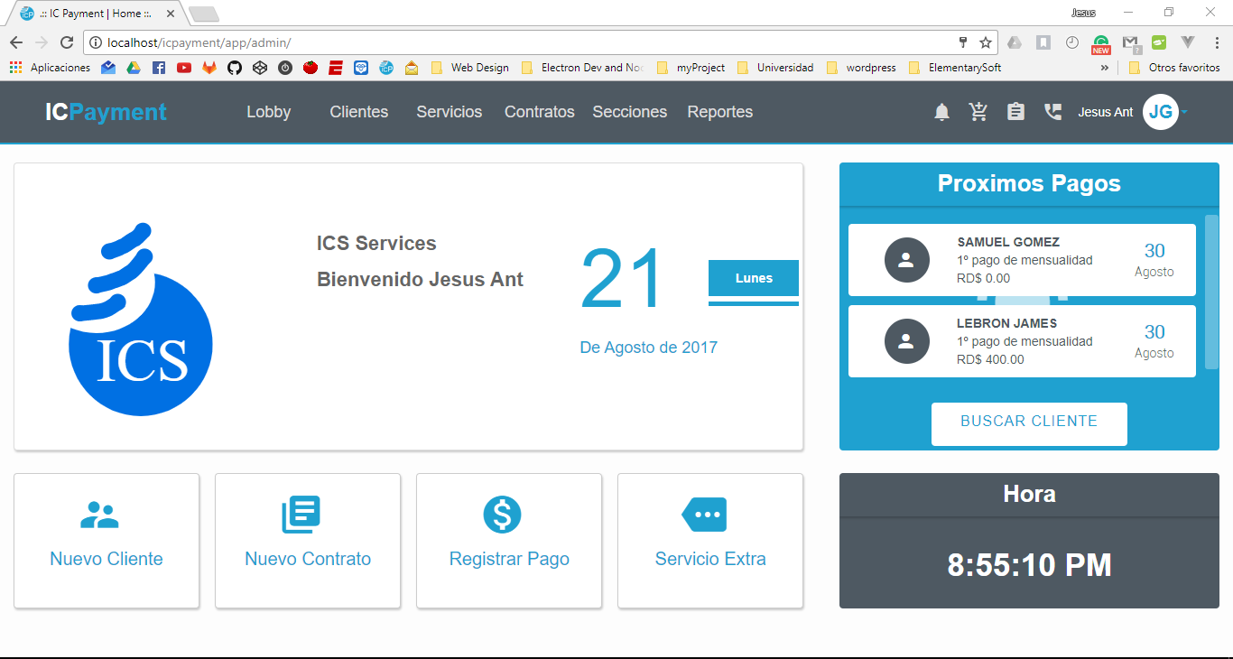 .:: IC Payment | Home ::.
Jesus
localhost/icpayment/app/admin/
NEW
Aplicaciones
Web Design
Electron Dev and No
myProject
Universidad
wordpress
ElementarySoft
»
Otros favoritos
ICPayment
Lobby
Clientes
Servicios
Contratos
Secciones
Reportes
Jesus Ant
JG
ICS
ICS Services
Bienvenido Jesus Ant
21
Lunes
De Agosto de 2017
Proximos Pagos
SAMUEL GOMEZ
1º pago de mensualidad
RD$ 0.00
30
Agosto
LEBRON JAMES
1º pago de mensualidad
RD$ 400.00
30
Agosto
BUSCAR CLIENTE
Nuevo Cliente
Nuevo Contrato
Registrar Pago
Servicio Extra
Hora
8:55:10 PM